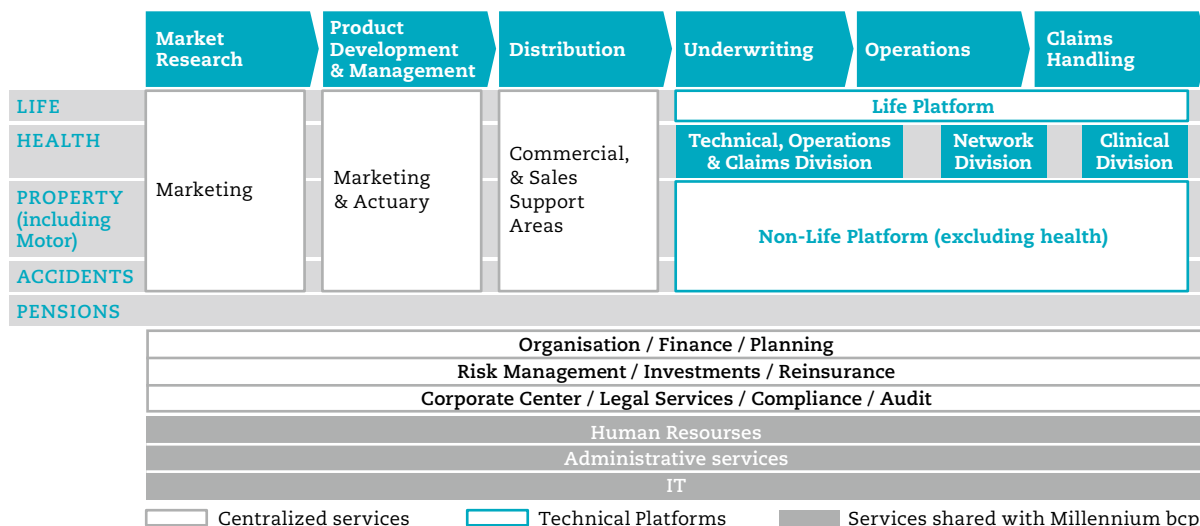 Market
Research
Product
Development
& Management
Distribution
Underwriting
Operations
Claims
Handling
LIFE
HEALTH
PROPERTY
(including
Motor)
ACCIDENTS
PENSIONS
Marketing
Marketing
& Actuary
Commercial,
& Sales
Support
Areas
Life Platform
Technical, Operations
& Claims Division
Network
Division
Clinical
Division
Non-Life Platform (excluding health)
Organisation / Finance / Planning
Risk Management / Investments / Reinsurance
Corporate Center / Legal Services / Compliance / Audit
Human Resourses
Administrative services
IT
Centralized services
Technical Platforms
Services shared with Millennium bcp